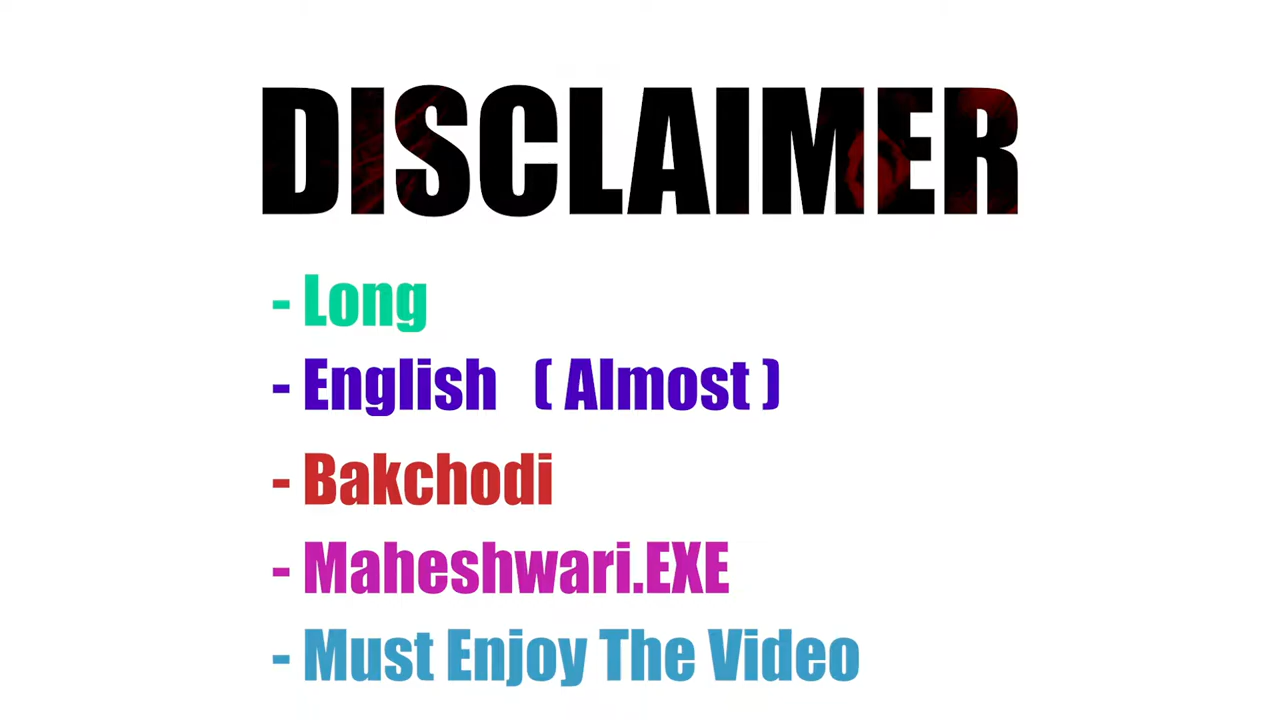 DISCLAIMER
- Long
- English ( Almost )
- Bakchodi
- Maheshwari.EXE
- Must Enjoy The Video